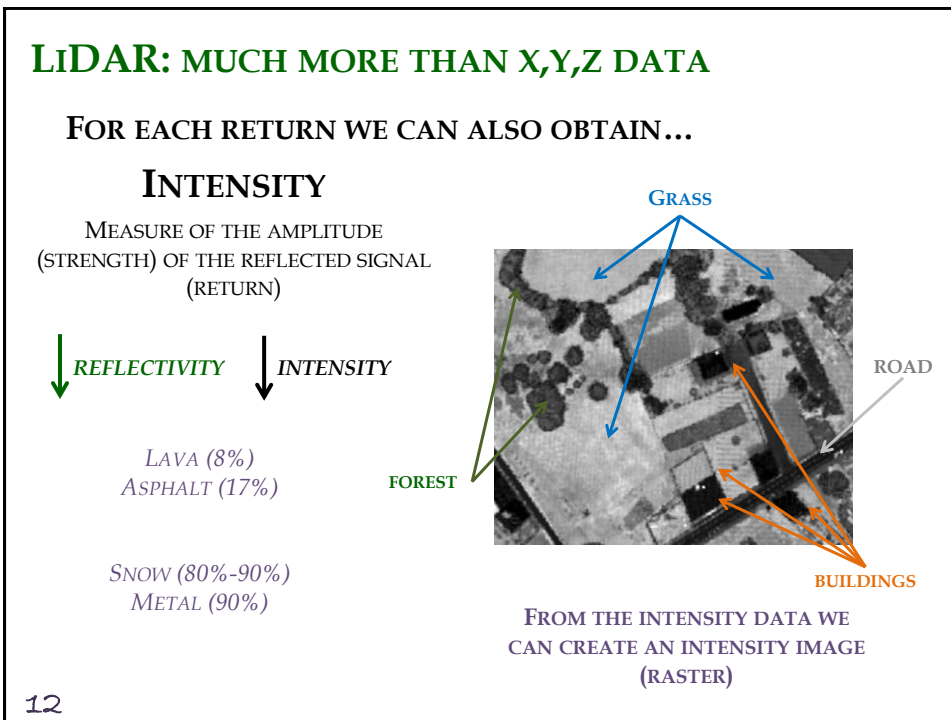 LiDAR: MUCH MORE THAN X,Y,Z DATA
FOR EACH RETURN WE CAN ALSO OBTAIN…
INTENSITY
MEASURE OF THE AMPLITUDE
(STRENGTH) OF THE REFLECTED SIGNAL
(RETURN)
REFLECTIVITY
INTENSITY
LAVA (8%)
ASPHALT (17%)
SNOW (80%-90%)
METAL (90%)
GRASS
ROAD
FOREST
BUILDINGS
FROM THE INTENSITY DATA WE
CAN CREATE AN INTENSITY IMAGE
(RASTER)
12